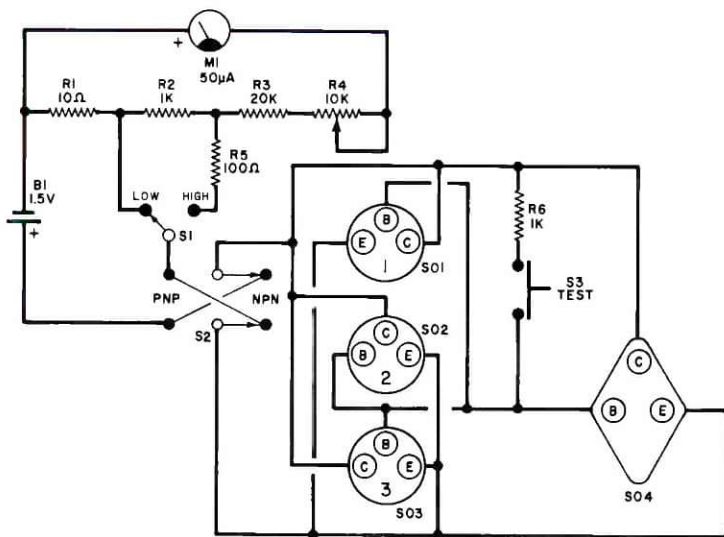 +
M1
50µA
R1
10Ω
R2
1K
R3
20K
R4
10K
R5
100Ω
B1
1.5V
+
LOW
HIGH
S1
PNP
NPN
S2
B
E
C
1
SO1
C
B
E
2
SO2
B
C
E
3
SO3
R6
1K
S3
TEST
C
B
E
SO4